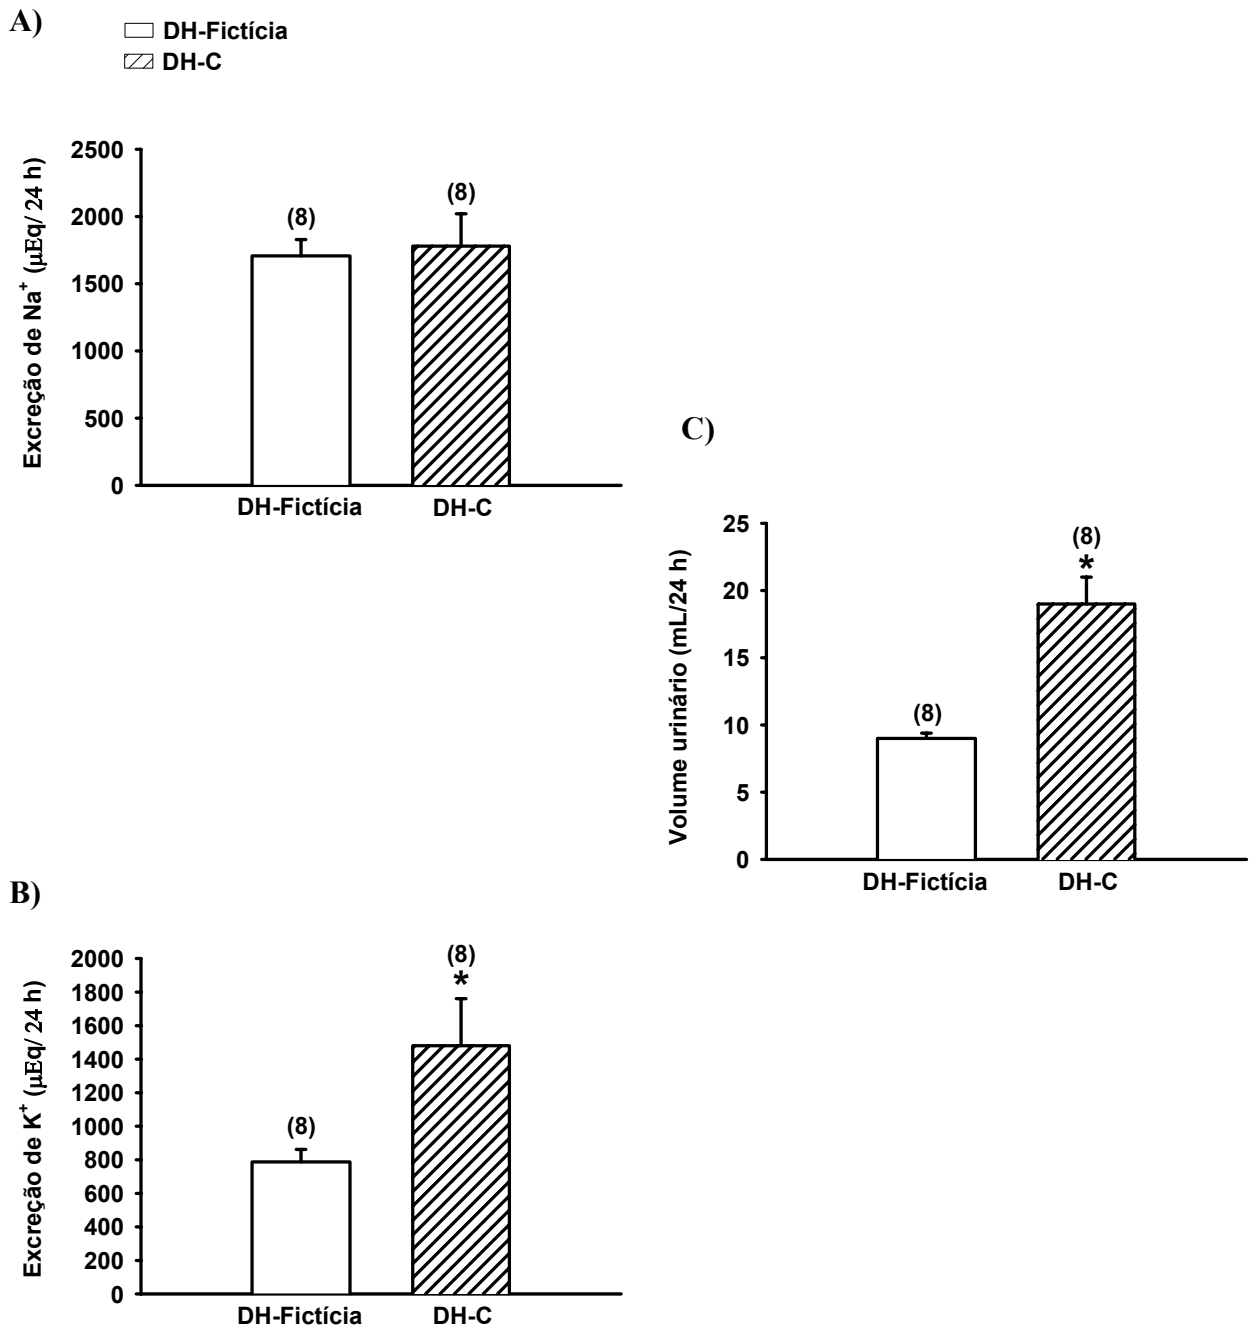 A)
DH-Fictícia
DH-C
Excreção de Na⁺ (μEq/ 24 h)
2500
2000
1500
1000
500
0
(8)
(8)
DH-Fictícia
DH-C
C)
Volume urinário (mL/24 h)
25
20
15
10
5
0
(8)
(8)
*
DH-Fictícia
DH-C
B)
Excreção de K⁺ (μEq/ 24 h)
2000
1800
1600
1400
1200
1000
800
600
400
200
0
(8)
(8)
*
DH-Fictícia
DH-C